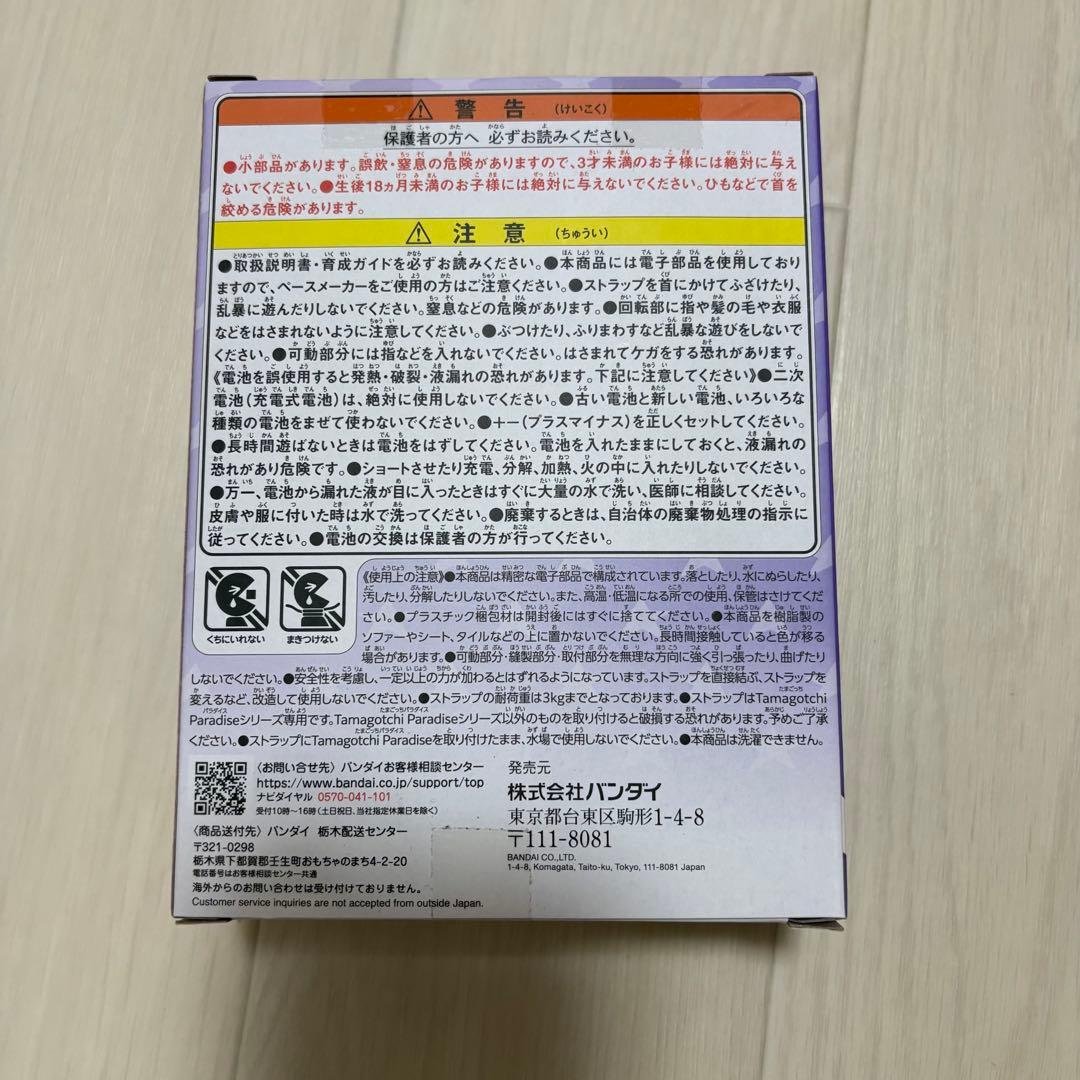 ⚠ 警告 (けいこく)
保護者の方へ 必ずお読みください。
●小部品があります。誤飲・窒息の危険がありますので、3才未満のお子様には絶対に与え
ないでください。●生後18ヵ月未満のお子様には絶対に与えないでください。ひもなどで首を
絞める危険があります。
⚠ 注意 (ちゅうい)
●取扱説明書・育成ガイドを必ずお読みください。●本商品には電子部品を使用しており
ますので、ペースメーカーをご使用の方はご注意ください。●ストラップを首にかけてふざけたり、
乱暴に遊んだりしないでください。窒息などの危険があります。●回転部に指や髪の毛や衣服
などをはさまれないように注意してください。●ぶつけたり、ふりまわすなど乱暴な遊びをしないで
ください。●可動部分には指などを入れないでください。はさまれてケガをする恐れがあります。
《電池を誤使用すると発熱・破裂・液漏れの恐れがあります。下記に注意してください》●二次
電池(充電式電池)は、絶対に使用しないでください。●古い電池と新しい電池、いろいろな
種類の電池をまぜて使わないでください。●+-(プラスマイナス)を正しくセットしてください。
●長時間遊ばないときは電池をはずしてください。電池を入れたままにしておくと、液漏れの
恐れがあり危険です。●ショートさせたり充電、分解、加熱、火の中に入れたりしないでください。
●万一、電池から漏れた液が目に入ったときはすぐに大量の水で洗い、医師に相談してください。
皮膚や服に付いた時は水で洗ってください。●廃棄するときは、自治体の廃棄物処理の指示に
従ってください。●電池の交換は保護者の方が行ってください。
くちにいれない
まきつけない
《使用上の注意》●本商品は精密な電子部品で構成されています。落としたり、水にぬらしたり、
汚したり、分解したりしないでください。また、高温・低温になる所での使用、保管はさけてくだ
さい。●プラスチック梱包材は開封後にはすぐに捨ててください。●本商品を樹脂製の
ソファーやシート、タイルなどの上に置かないでください。長時間接触していると色が移る
場合があります。●可動部分・縫製部分・取付部分を無理な方向に強く引っ張ったり、曲げたり
しないでください。●安全性を考慮し、一定以上の力が加わるとはずれるようになっています。ストラップを直接結ぶ、ストラップを
変えるなど、改造して使用しないでください。●ストラップの耐荷重は3kgまでとなっております。●ストラップはTamagotchi
Paradiseシリーズ専用です。Tamagotchi Paradiseシリーズ以外のものを取り付けると破損する恐れがあります。予めご了承
ください。●ストラップにTamagotchi Paradiseを取り付けたまま、水場で使用しないでください。●本商品は洗濯できません。
〈お問い合せ先〉バンダイお客様相談センター
https://www.bandai.co.jp/support/top
ナビダイヤル 0570-041-101
受付10時〜16時(土日祝日、当社指定休業日を除く)
〈商品送付先〉バンダイ 栃木配送センター
〒321-0298
栃木県下都賀郡壬生町おもちゃのまち4-2-20
電話番号はお客様相談センター共通
海外からのお問い合わせは受け付けておりません。
Customer service inquiries are not accepted from outside Japan.
発売元
株式会社バンダイ
東京都台東区駒形1-4-8
〒111-8081
BANDAI CO.,LTD.
1-4-8, Komagata, Taito-ku, Tokyo, 111-8081 Japan